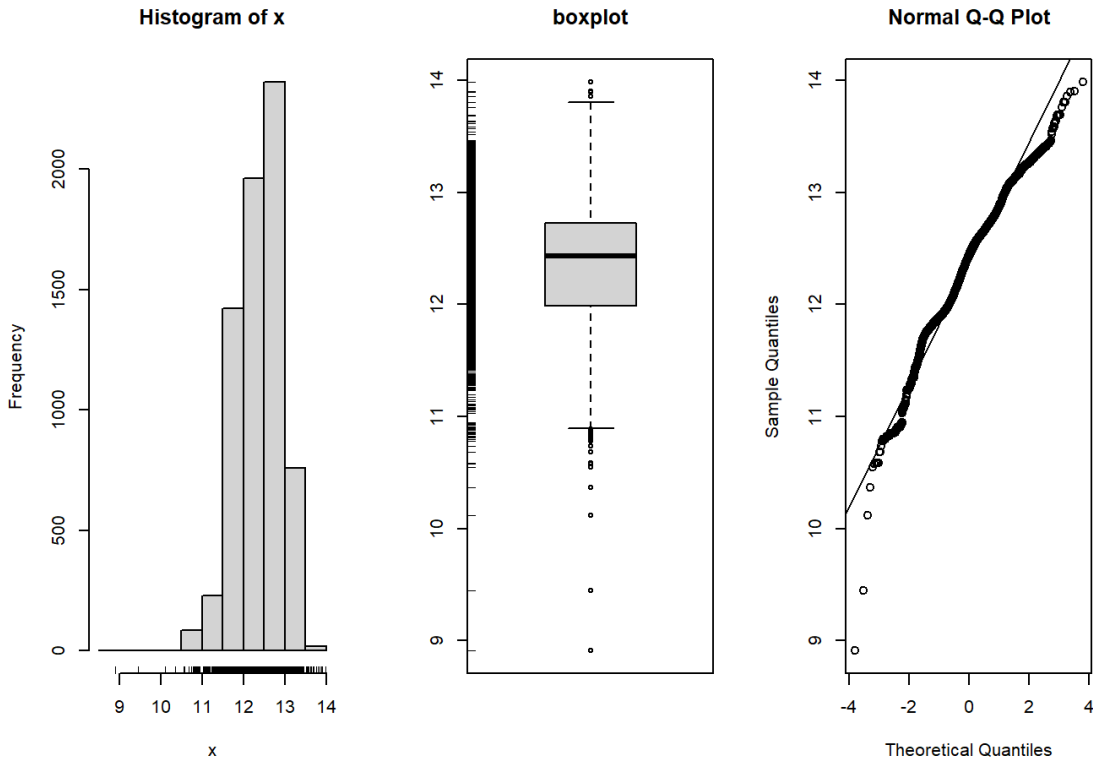 Histogram of x
Frequency
2000
1500
1000
500
0
9 10 11 12 13 14
x
boxplot
14
13
12
11
10
9
Normal Q-Q Plot
Sample Quantiles
14
13
12
11
10
9
-4 -2 0 2 4
Theoretical Quantiles